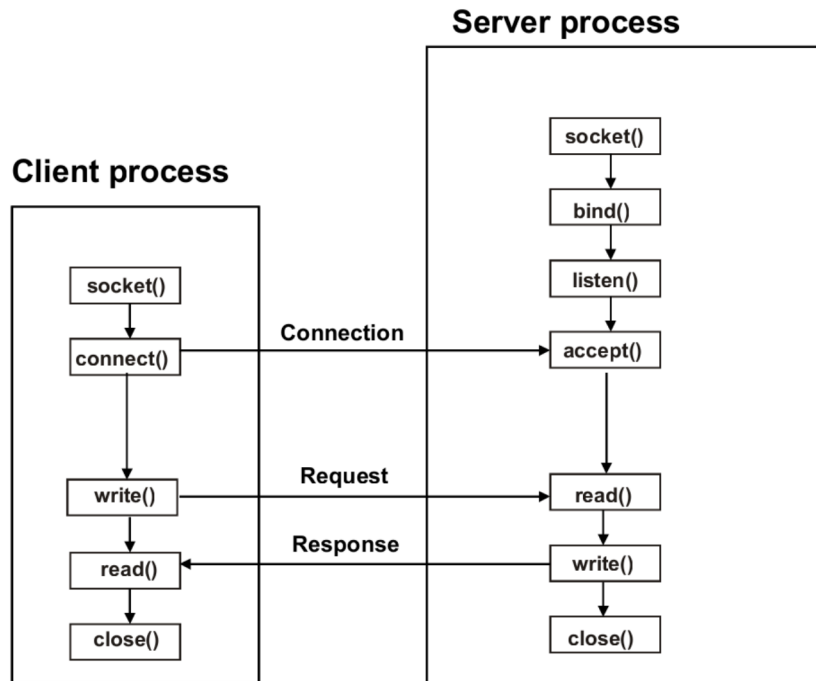 Server process
socket()
bind()
listen()
accept()
read()
write()
close()
Client process
socket()
connect()
write()
read()
close()
Connection
Request
Response